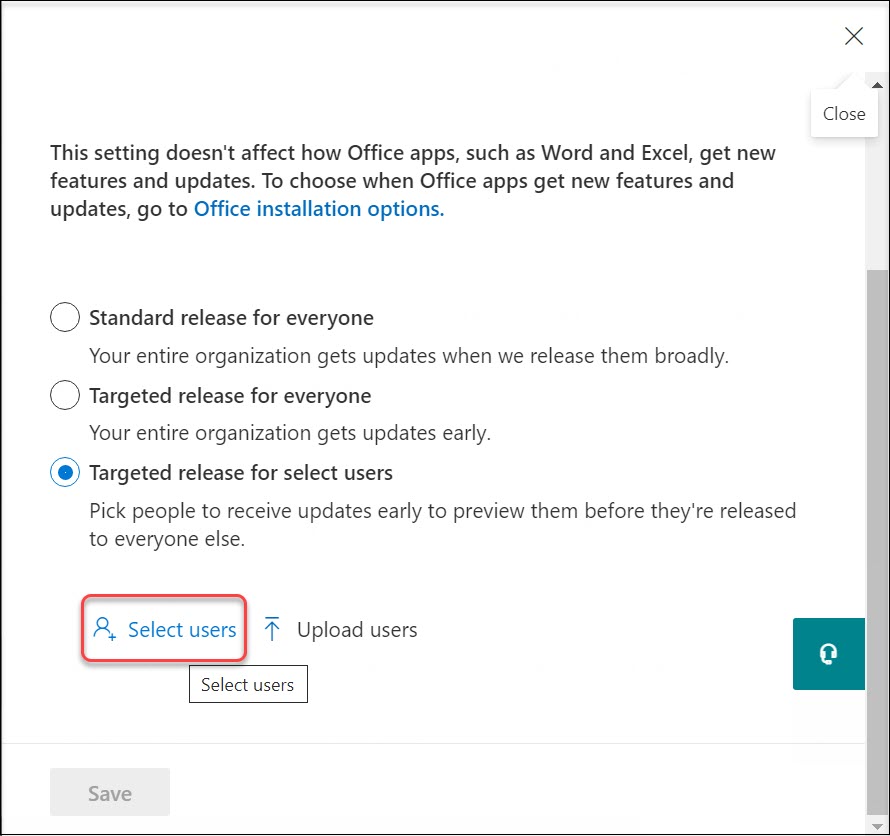 Close
This setting doesn't affect how Office apps, such as Word and Excel, get new
features and updates. To choose when Office apps get new features and
updates, go to Office installation options.
Standard release for everyone
Your entire organization gets updates when we release them broadly.
Targeted release for everyone
Your entire organization gets updates early.
Targeted release for select users
Pick people to receive updates early to preview them before they're released
to everyone else.
Select users Upload users
Select users
Save